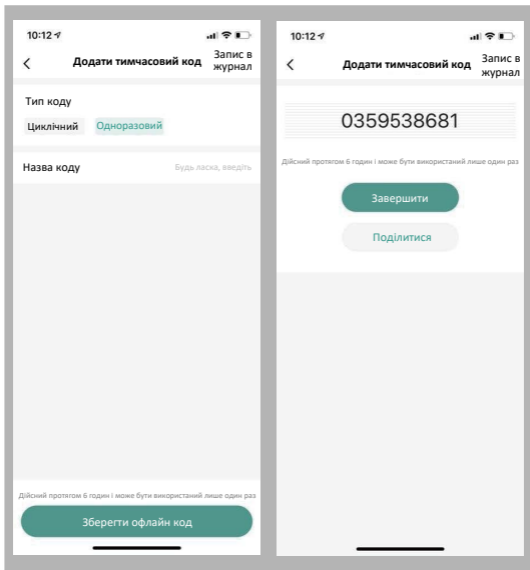 10:12
Додати тимчасовий код
Запис в
журнал
Тип коду
Циклічний Одноразовий
Назва коду Будь ласка, введіть
Дійсний протягом 6 годин і може бути використаний лише один раз
Зберегти офлайн код
10:12
Додати тимчасовий код
Запис в
журнал
0359538681
Дійсний протягом 6 годин і може бути використаний лише один раз
Завершити
Поділитися